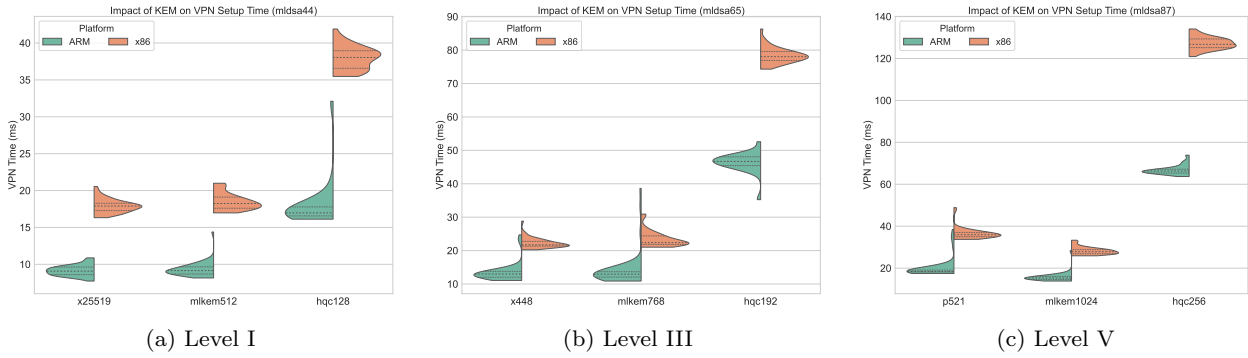 Impact of KEM on VPN Setup Time (mldsa44)
Platform
ARM x86
VPN Time (ms)
40
35
30
25
20
15
10
x25519 mlkem512 hqc128
(a) Level I
Impact of KEM on VPN Setup Time (mldsa65)
Platform
ARM x86
VPN Time (ms)
90
80
70
60
50
40
30
20
10
x448 mlkem768 hqc192
(b) Level III
Impact of KEM on VPN Setup Time (mldsa87)
Platform
ARM x86
VPN Time (ms)
140
120
100
80
60
40
20
p521 mlkem1024 hqc256
(c) Level V